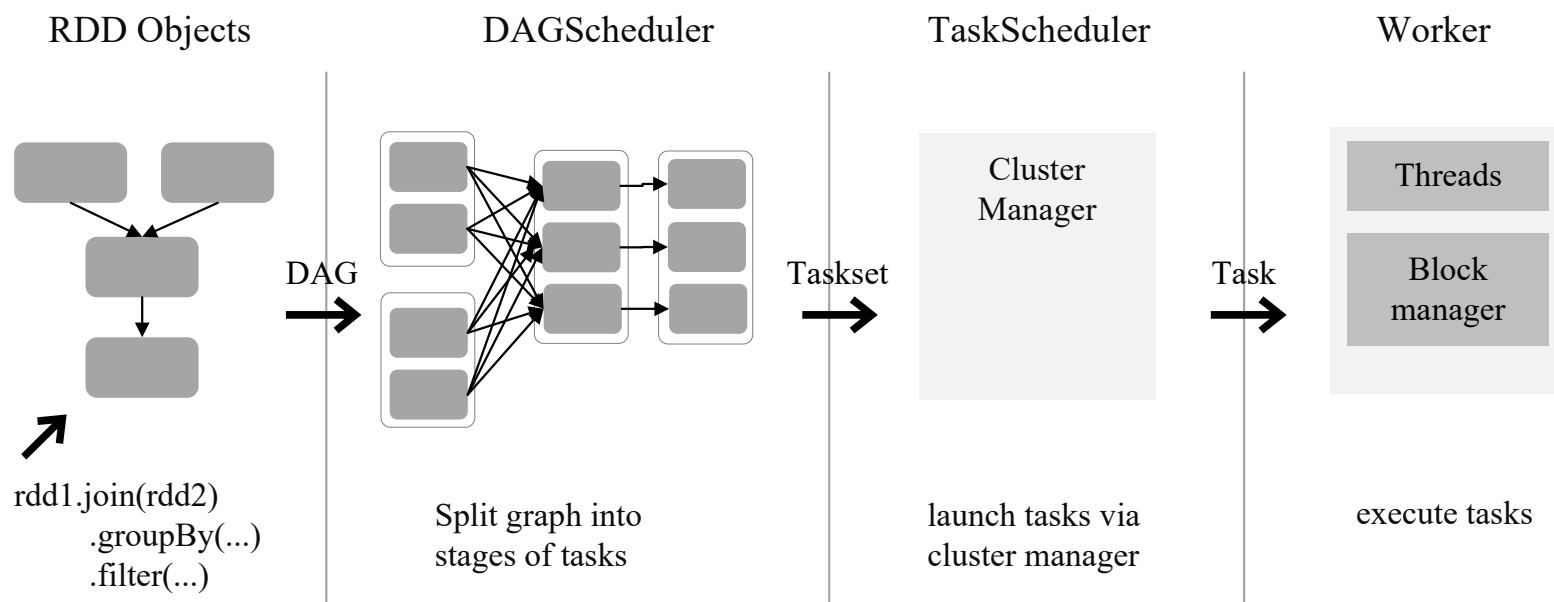 RDD Objects
DAGScheduler
TaskScheduler
Worker
DAG
Taskset
Cluster
Manager
Task
Threads
Block
manager
rdd1.join(rdd2)
.groupBy(...)
.filter(...)
Split graph into
stages of tasks
launch tasks via
cluster manager
execute tasks